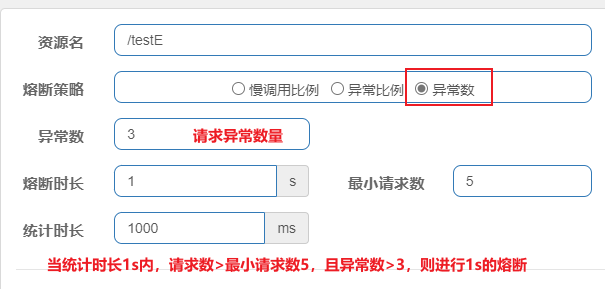 资源名 /testE
熔断策略 慢调用比例 异常比例 异常数
异常数 3 请求异常数量
熔断时长 1 s 最小请求数 5
统计时长 1000 ms
当统计时长1s内，请求数>最小请求数5，且异常数>3，则进行1s的熔断